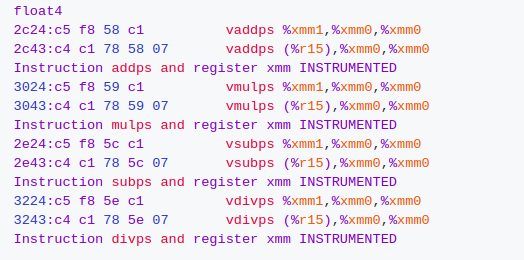 float4
2c24:c5 f8 58 c1          vaddps %xmm1,%xmm0,%xmm0
2c43:c4 c1 78 58 07       vaddps (%r15),%xmm0,%xmm0
Instruction addps and register xmm INSTRUMENTED
3024:c5 f8 59 c1          vmulps %xmm1,%xmm0,%xmm0
3043:c4 c1 78 59 07       vmulps (%r15),%xmm0,%xmm0
Instruction mulps and register xmm INSTRUMENTED
2e24:c5 f8 5c c1          vsubps %xmm1,%xmm0,%xmm0
2e43:c4 c1 78 5c 07       vsubps (%r15),%xmm0,%xmm0
Instruction subps and register xmm INSTRUMENTED
3224:c5 f8 5e c1          vdivps %xmm1,%xmm0,%xmm0
3243:c4 c1 78 5e 07       vdivps (%r15),%xmm0,%xmm0
Instruction divps and register xmm INSTRUMENTED